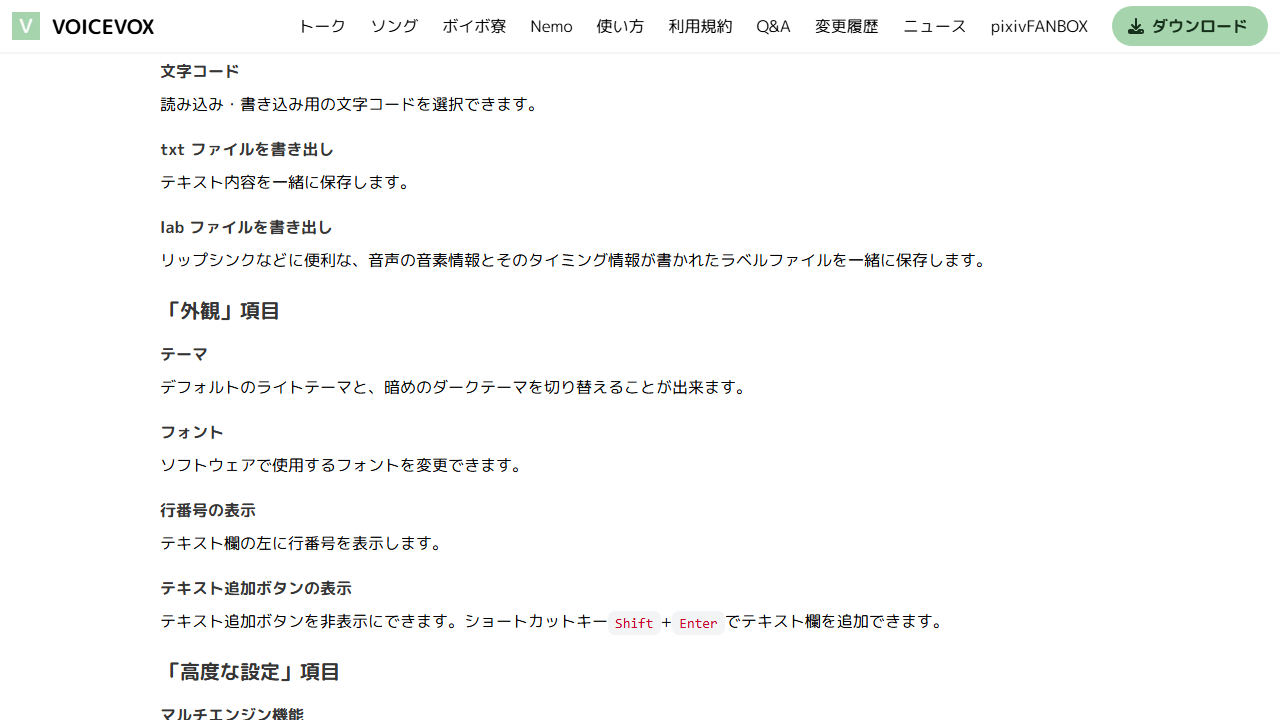 V VOICEVOX トーク ソング ボイボ寮 Nemo 使い方 利用規約 Q&A 変更履歴 ニュース pixivFANBOX ダウンロード
文字コード
読み込み・書き込み用の文字コードを選択できます。
txt ファイルを書き出し
テキスト内容を一緒に保存します。
lab ファイルを書き出し
リップシンクなどに便利な、音声の音素情報とそのタイミング情報が書かれたラベルファイルを一緒に保存します。
「外観」項目
テーマ
デフォルトのライトテーマと、暗めのダークテーマを切り替えることが出来ます。
フォント
ソフトウェアで使用するフォントを変更できます。
行番号の表示
テキスト欄の左に行番号を表示します。
テキスト追加ボタンの表示
テキスト追加ボタンを非表示にできます。ショートカットキーShift+Enterでテキスト欄を追加できます。
「高度な設定」項目
マルチエンジン機能